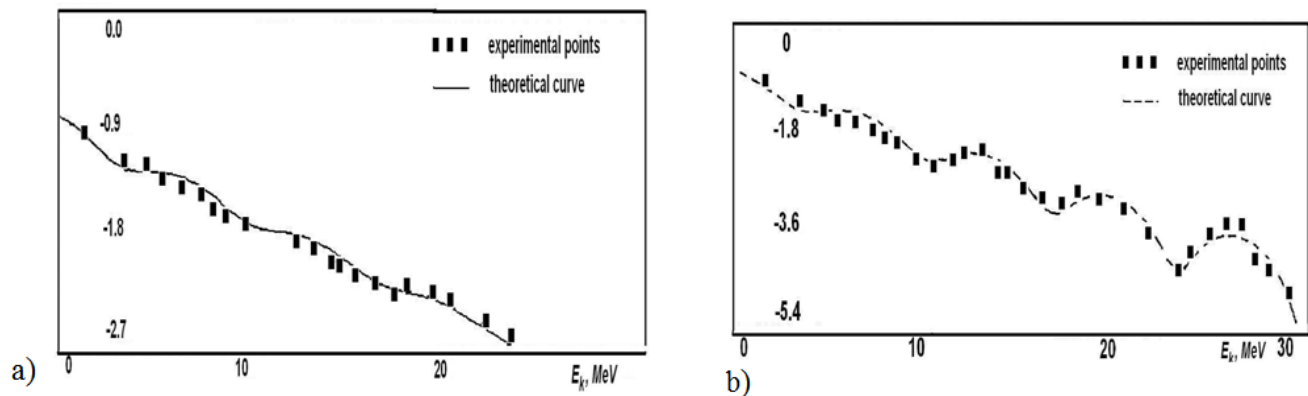 0.0
experimental points
theoretical curve
-0.9
-1.8
-2.7
0 10 20 E_k, MeV
a)
0
experimental points
theoretical curve
-1.8
-3.6
-5.4
0 10 20 E_k, MeV 30
b)